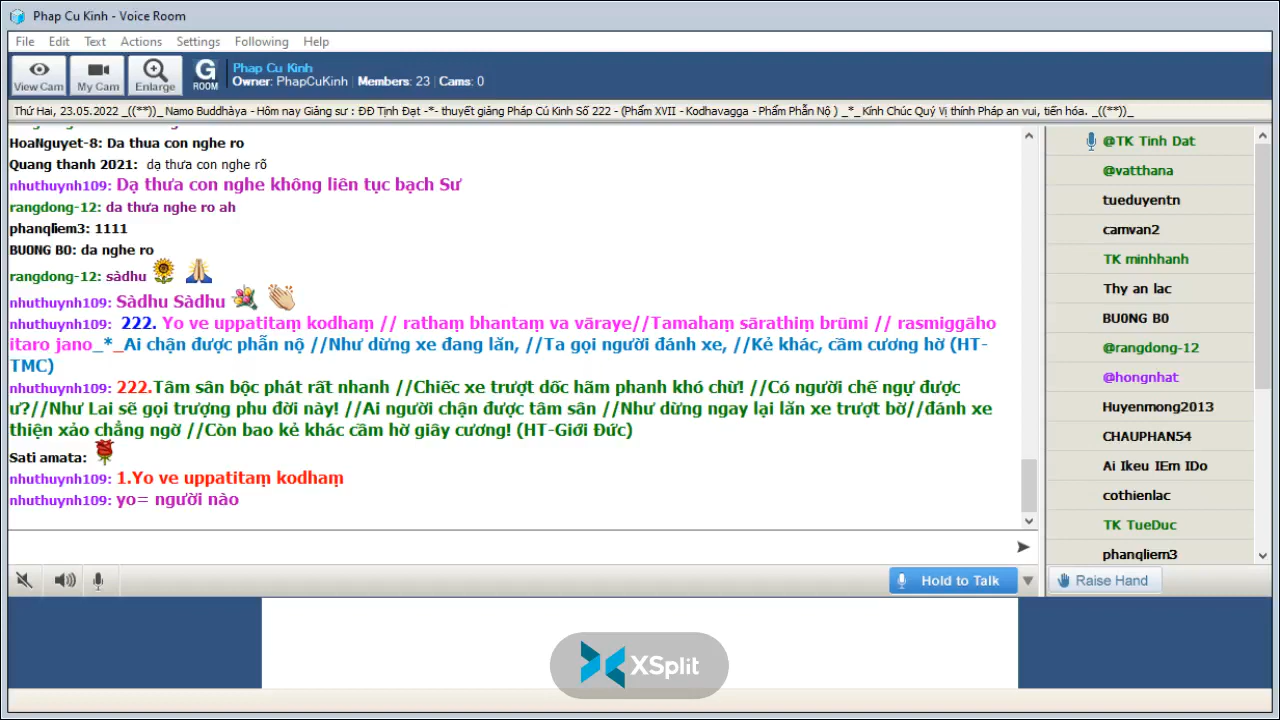 Phap Cu Kinh - Voice Room
File Edit Text Actions Settings Following Help
View Cam
My Cam
Enlarge
G
ROOM
Phap Cu Kinh
Owner: PhapCuKinh | Members: 23 | Cams: 0
Thứ Hai, 23.05.2022 _((**))_ Namo Buddhàya - Hôm nay Giảng sư : ĐĐ Tịnh Đạt -*- thuyết giảng Pháp Cú Kinh Số 222 - (Phẩm XVII - Kodhavagga - Phẩm Phẫn Nộ ) _*_ Kính Chúc Quý Vị thính Pháp an vui, tiến hóa. _((**))_
HoaNguyet-8: Da thua con nghe ro
Quang thanh 2021: dạ thưa con nghe rõ
nhuthuynh109: Dạ thưa con nghe không liên tục bạch Sư
rangdong-12: da thưa nghe ro ah
phanqliem3: 1111
BU0NG B0: da nghe ro
rangdong-12: sàdhu
nhuthuynh109: Sàdhu Sàdhu
nhuthuynh109: 222. Yo ve uppatitaṃ kodhaṃ // rathaṃ bhantaṃ va vāraye//Tamahaṃ sārathiṃ brūmi // rasmiggāho
itaro jano_*_Ai chận được phẫn nộ //Như dừng xe đang lăn, //Ta gọi người đánh xe, //Kẻ khác, cầm cương hờ (HT-
TMC)
nhuthuynh109: 222.Tâm sân bộc phát rất nhanh //Chiếc xe trượt dốc hãm phanh khó chừ! //Có người chế ngự được
ư?//Như Lai sẽ gọi trượng phu đời này! //Ai người chận được tâm sân //Như dừng ngay lại lăn xe trượt bờ//đánh xe
thiện xảo chẳng ngờ //Còn bao kẻ khác cầm hờ giây cương! (HT-Giới Đức)
Sati amata:
nhuthuynh109: 1.Yo ve uppatitaṃ kodhaṃ
nhuthuynh109: yo= người nào
@TK Tinh Dat
@vatthana
tueduyentn
camvan2
TK minhhanh
Thy an lac
BU0NG B0
@rangdong-12
@hongnhat
Huyenmong2013
CHAUPHAN54
Ai Ikeu IEm IDo
cothienlac
TK TueDuc
phanqliem3
Hold to Talk
Raise Hand
XSplit